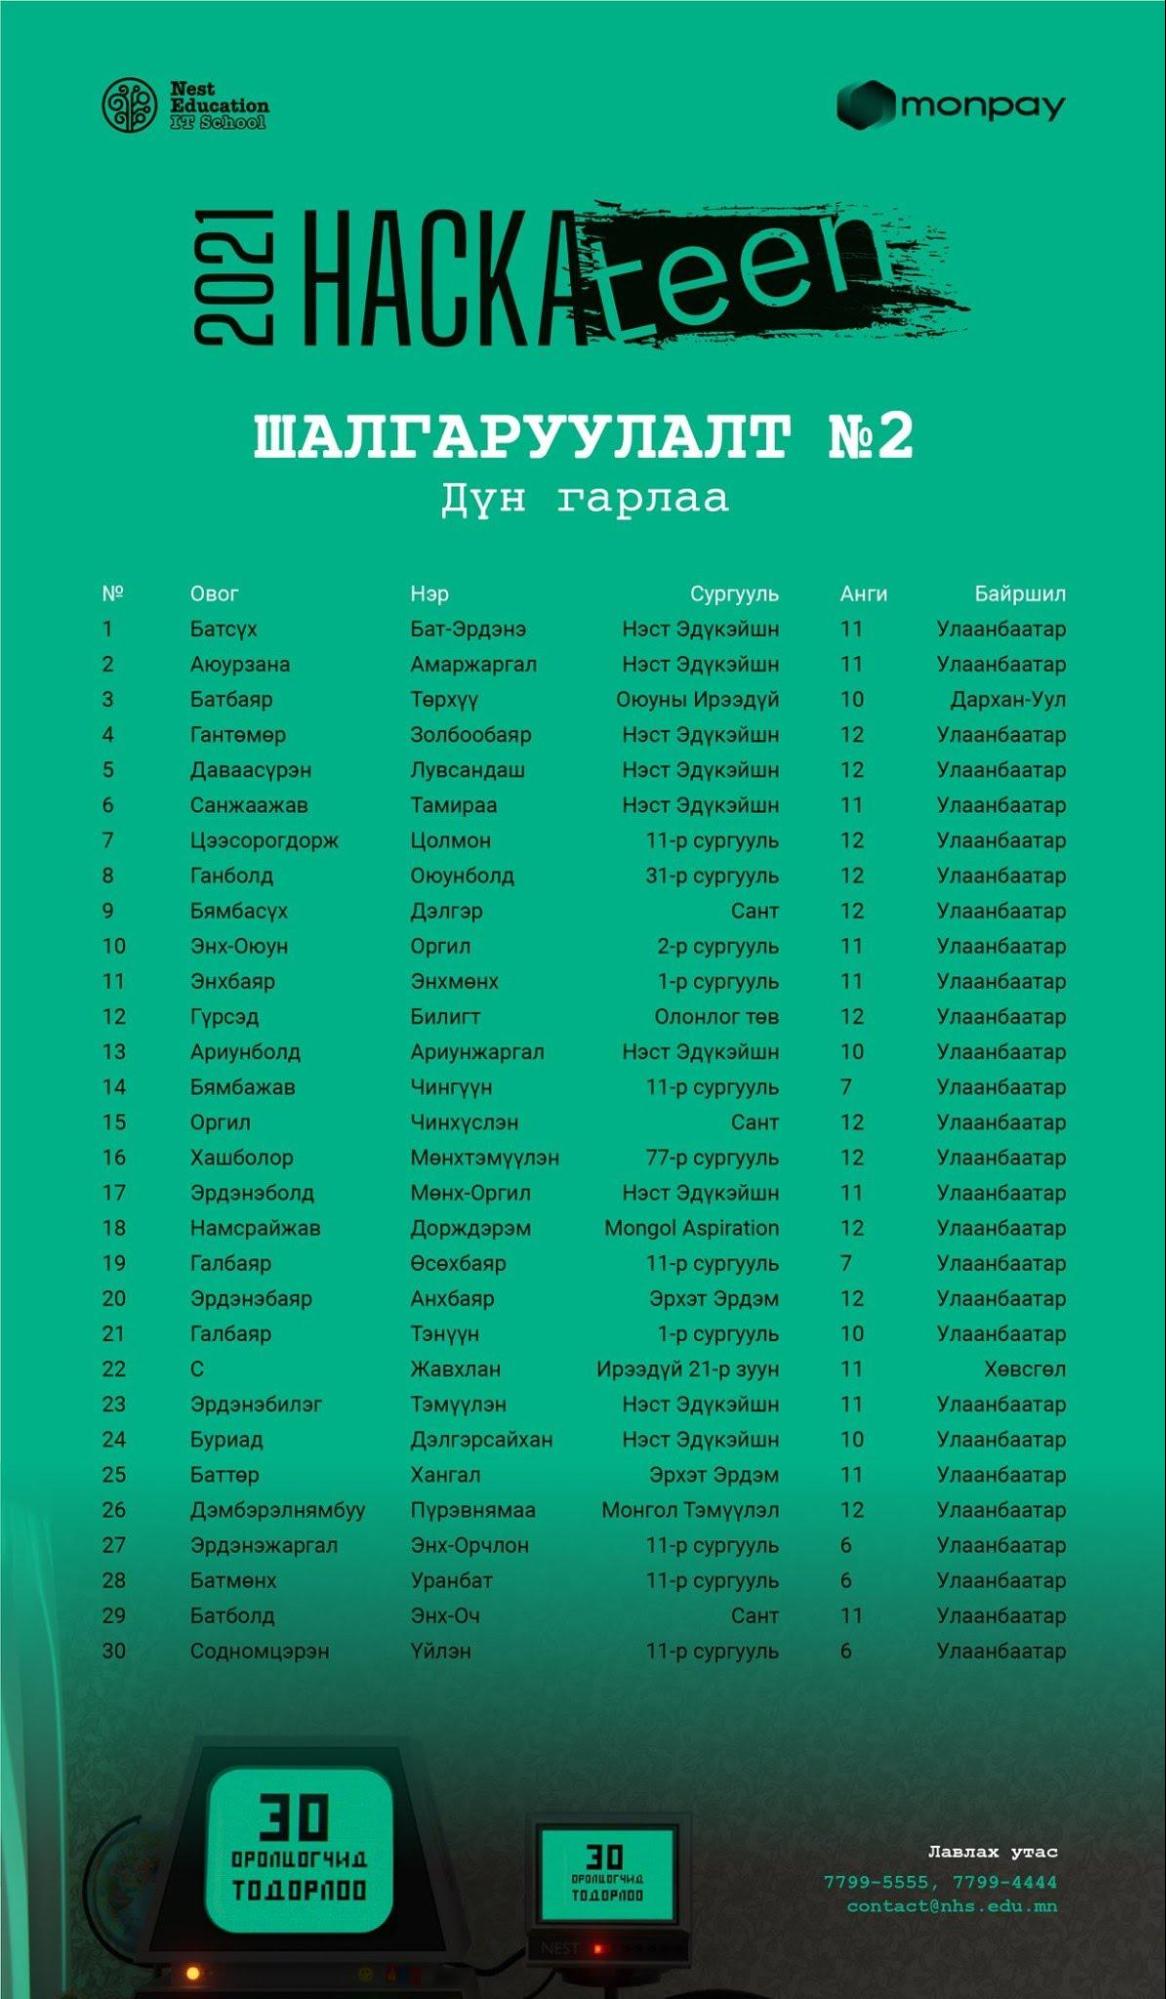 Nest
Education
IT School
monpay
2021 HACKAteen
ШАЛГАРУУЛАЛТ №2
Дүн гарлаа
№ Овог Нэр Сургууль Анги Байршил
1 Батсүх Бат-Эрдэнэ Нэст Эдүкэйшн 11 Улаанбаатар
2 Аюурзана Амаржаргал Нэст Эдүкэйшн 11 Улаанбаатар
3 Батбаяр Төрхүү Оюуны Ирээдүй 10 Дархан-Уул
4 Гантөмөр Золбообаяр Нэст Эдүкэйшн 12 Улаанбаатар
5 Даваасүрэн Лувсандаш Нэст Эдүкэйшн 12 Улаанбаатар
6 Санжаажав Тамираа Нэст Эдүкэйшн 11 Улаанбаатар
7 Цээсорогдорж Цолмон 11-р сургууль 12 Улаанбаатар
8 Ганболд Оюунболд 31-р сургууль 12 Улаанбаатар
9 Бямбасүх Дэлгэр Сант 12 Улаанбаатар
10 Энх-Оюун Оргил 2-р сургууль 11 Улаанбаатар
11 Энхбаяр Энхмөнх 1-р сургууль 11 Улаанбаатар
12 Гүрсэд Билигт Олонлог төв 12 Улаанбаатар
13 Ариунболд Ариунжаргал Нэст Эдүкэйшн 10 Улаанбаатар
14 Бямбажав Чингүүн 11-р сургууль 7 Улаанбаатар
15 Оргил Чинхүслэн Сант 12 Улаанбаатар
16 Хашболор Мөнхтэмүүлэн 77-р сургууль 12 Улаанбаатар
17 Эрдэнэболд Мөнх-Оргил Нэст Эдүкэйшн 11 Улаанбаатар
18 Намсрайжав Дорждэрэм Mongol Aspiration 12 Улаанбаатар
19 Галбаяр Өсөхбаяр 11-р сургууль 7 Улаанбаатар
20 Эрдэнэбаяр Анхбаяр Эрхэт Эрдэм 12 Улаанбаатар
21 Галбаяр Тэнүүн 1-р сургууль 10 Улаанбаатар
22 С Жавхлан Ирээдүй 21-р зуун 11 Хөвсгөл
23 Эрдэнэбилэг Тэмүүлэн Нэст Эдүкэйшн 11 Улаанбаатар
24 Буриад Дэлгэрсайхан Нэст Эдүкэйшн 10 Улаанбаатар
25 Баттөр Хангал Эрхэт Эрдэм 11 Улаанбаатар
26 Дэмбэрэлнямбуу Пүрэвнямаа Монгол Тэмүүлэл 12 Улаанбаатар
27 Эрдэнэжаргал Энх-Орчлон 11-р сургууль 6 Улаанбаатар
28 Батмөнх Уранбат 11-р сургууль 6 Улаанбаатар
29 Батболд Энх-Оч Сант 11 Улаанбаатар
30 Содномцэрэн Үйлэн 11-р сургууль 6 Улаанбаатар
30
ОРОЛЦОГЧИД
ТОДОРЛОО
30
ОРОЛЦОГЧИД
ТОДОРЛОО
NEST
Лавлах утас
7799-5555, 7799-4444
contact@nhs.edu.mn